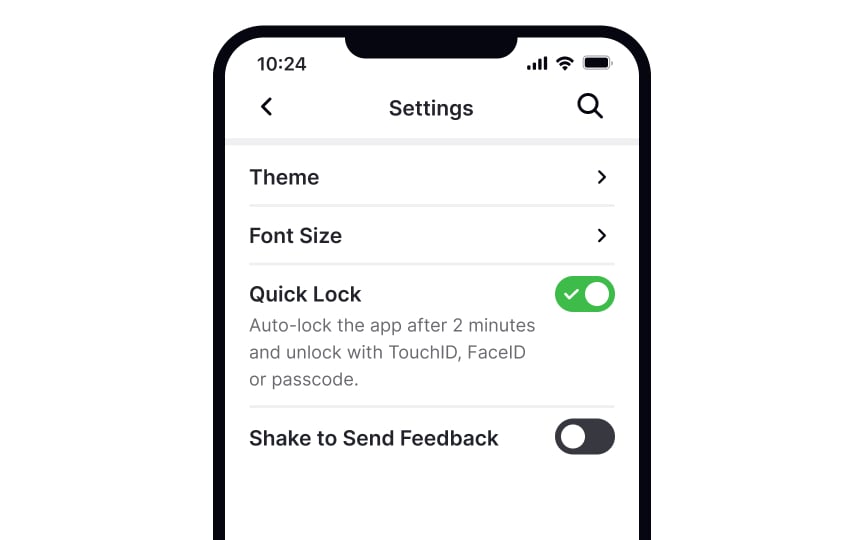 10:24
Settings
Theme
Font Size
Quick Lock
Auto-lock the app after 2 minutes
and unlock with TouchID, FaceID
or passcode.
Shake to Send Feedback